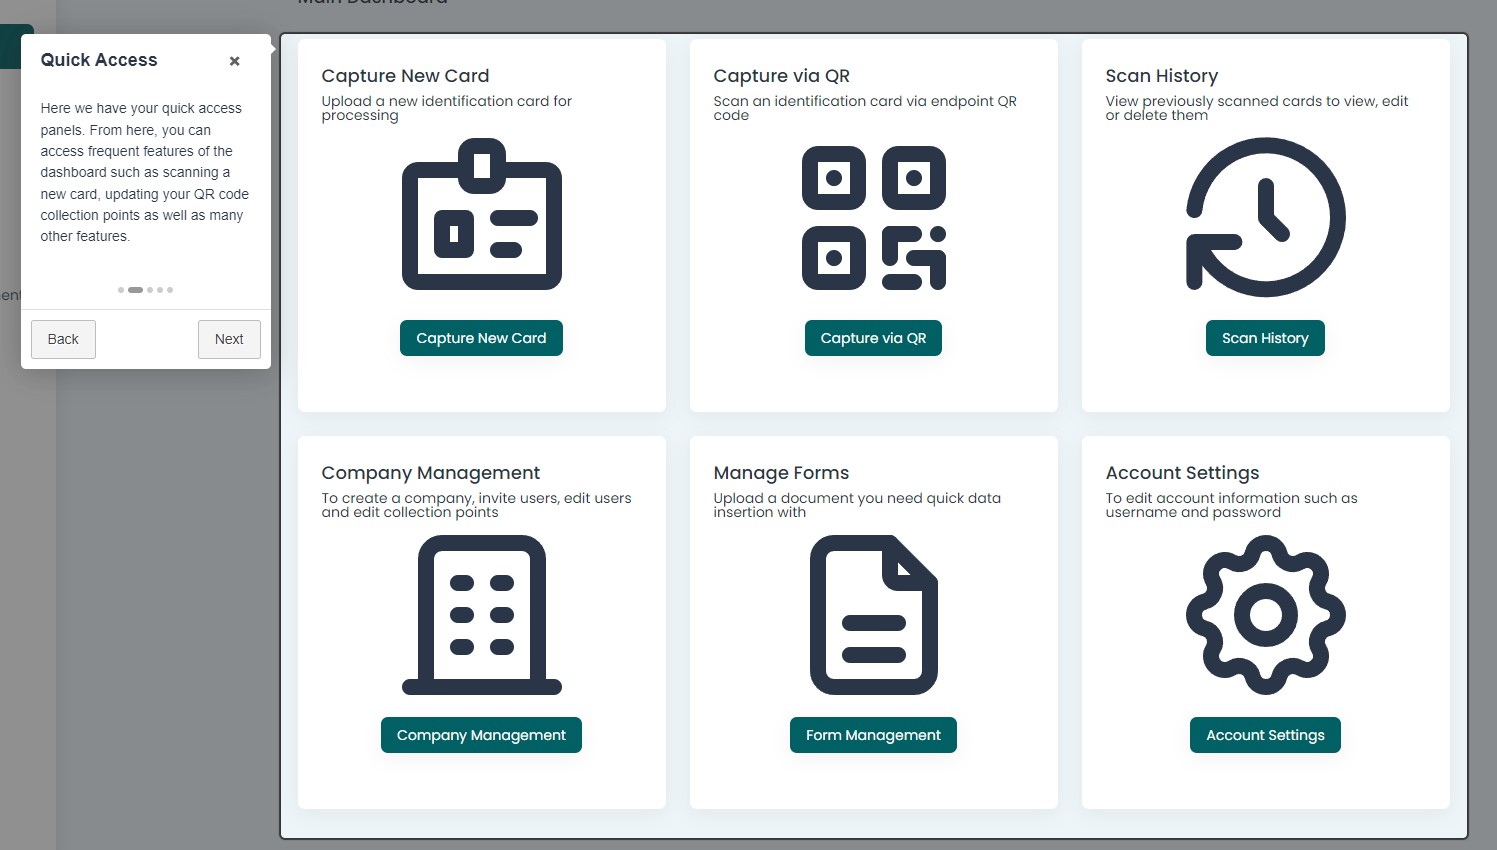 Main Dashboard
Quick Access
Here we have your quick access
panels. From here, you can
access frequent features of the
dashboard such as scanning a
new card, updating your QR code
collection points as well as many
other features.
Back
Next
Capture New Card
Upload a new identification card for
processing
Capture New Card
Capture via QR
Scan an identification card via endpoint QR
code
Capture via QR
Scan History
View previously scanned cards to view, edit
or delete them
Scan History
Company Management
To create a company, invite users, edit users
and edit collection points
Company Management
Manage Forms
Upload a document you need quick data
insertion with
Form Management
Account Settings
To edit account information such as
username and password
Account Settings